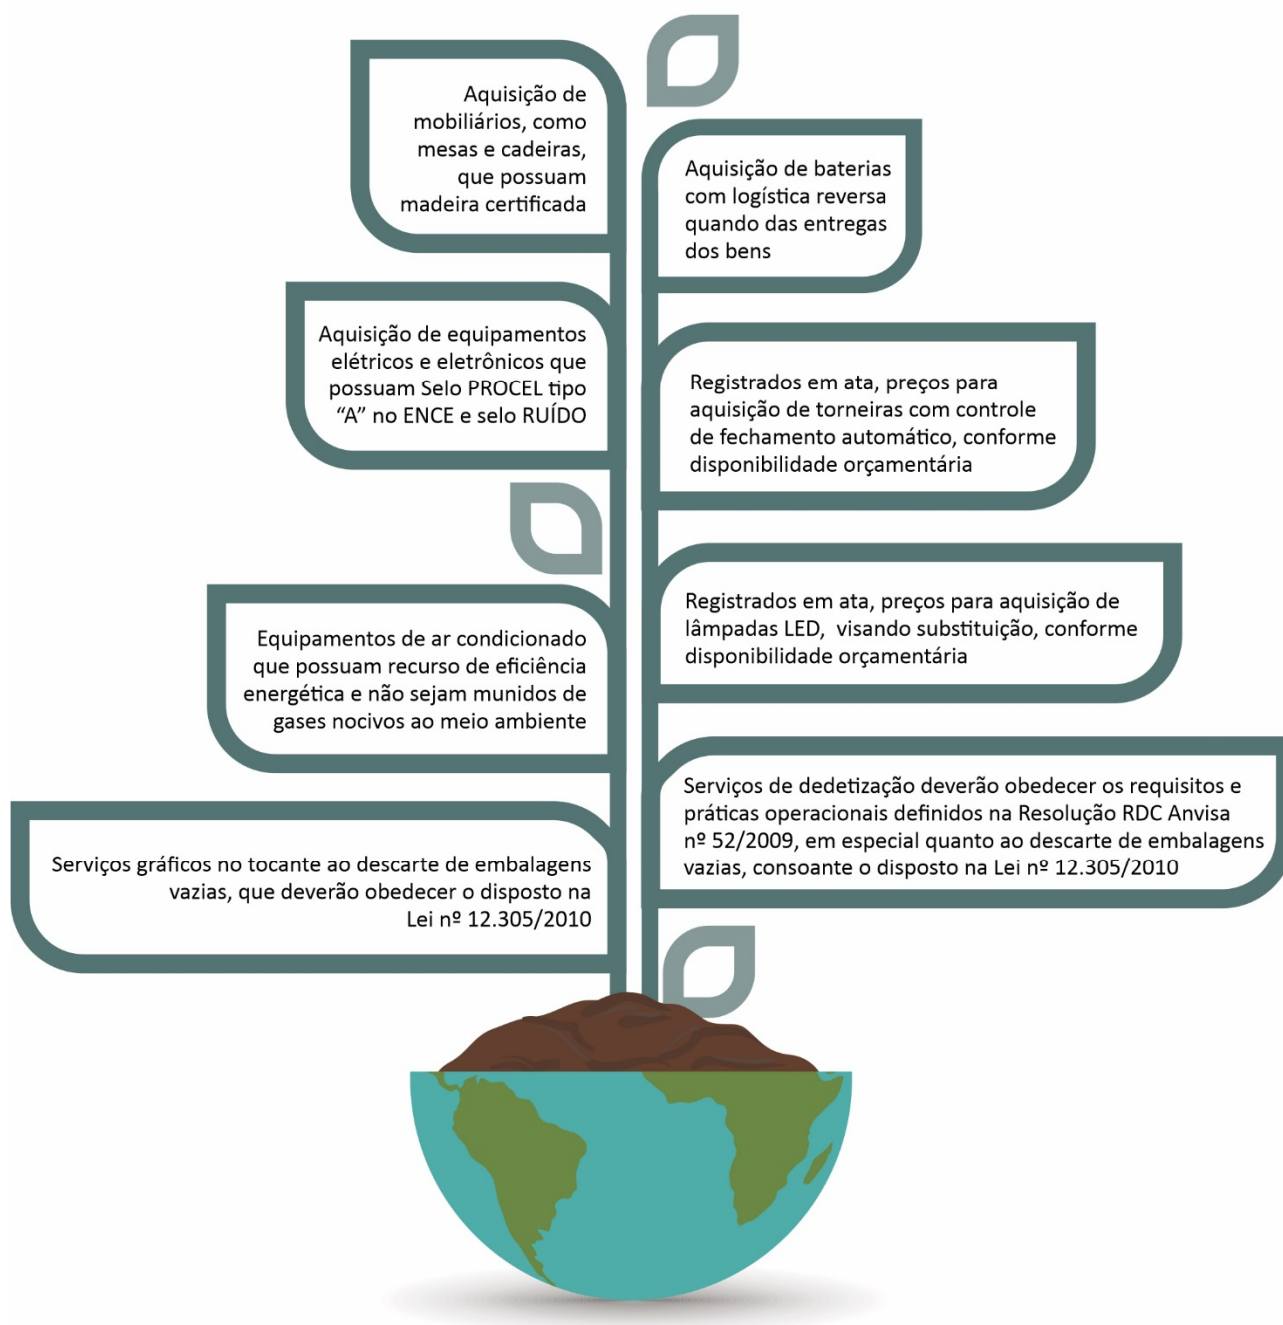 Aquisição de
mobiliários, como
mesas e cadeiras,
que possuam
madeira certificada
Aquisição de baterias
com logística reversa
quando das entregas
dos bens
Aquisição de equipamentos
elétricos e eletrônicos que
possuam Selo PROCEL tipo
“A” no ENCE e selo RUÍDO
Registrados em ata, preços para
aquisição de torneiras com controle
de fechamento automático, conforme
disponibilidade orçamentária
Equipamentos de ar condicionado
que possuam recurso de eficiência
energética e não sejam munidos de
gases nocivos ao meio ambiente
Registrados em ata, preços para aquisição de
lâmpadas LED, visando substituição, conforme
disponibilidade orçamentária
Serviços gráficos no tocante ao descarte de embalagens
vazias, que deverão obedecer o disposto na
Lei nº 12.305/2010
Serviços de dedetização deverão obedecer os requisitos e
práticas operacionais definidos na Resolução RDC Anvisa
nº 52/2009, em especial quanto ao descarte de embalagens
vazias, consoante o disposto na Lei nº 12.305/2010